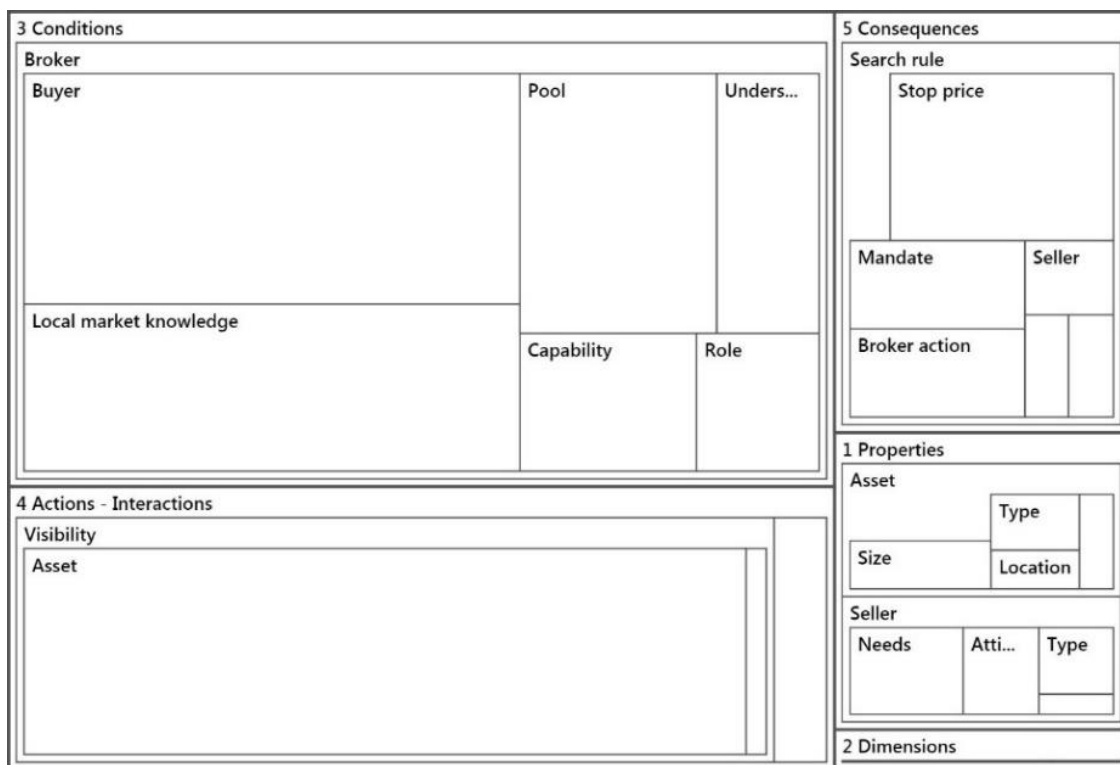 3 Conditions
Broker
Buyer
Pool
Unders...
Local market knowledge
Capability
Role
4 Actions - Interactions
Visibility
Asset
5 Consequences
Search rule
Stop price
Mandate
Seller
Broker action
1 Properties
Asset
Type
Size
Location
Seller
Needs
Atti...
Type
2 Dimensions